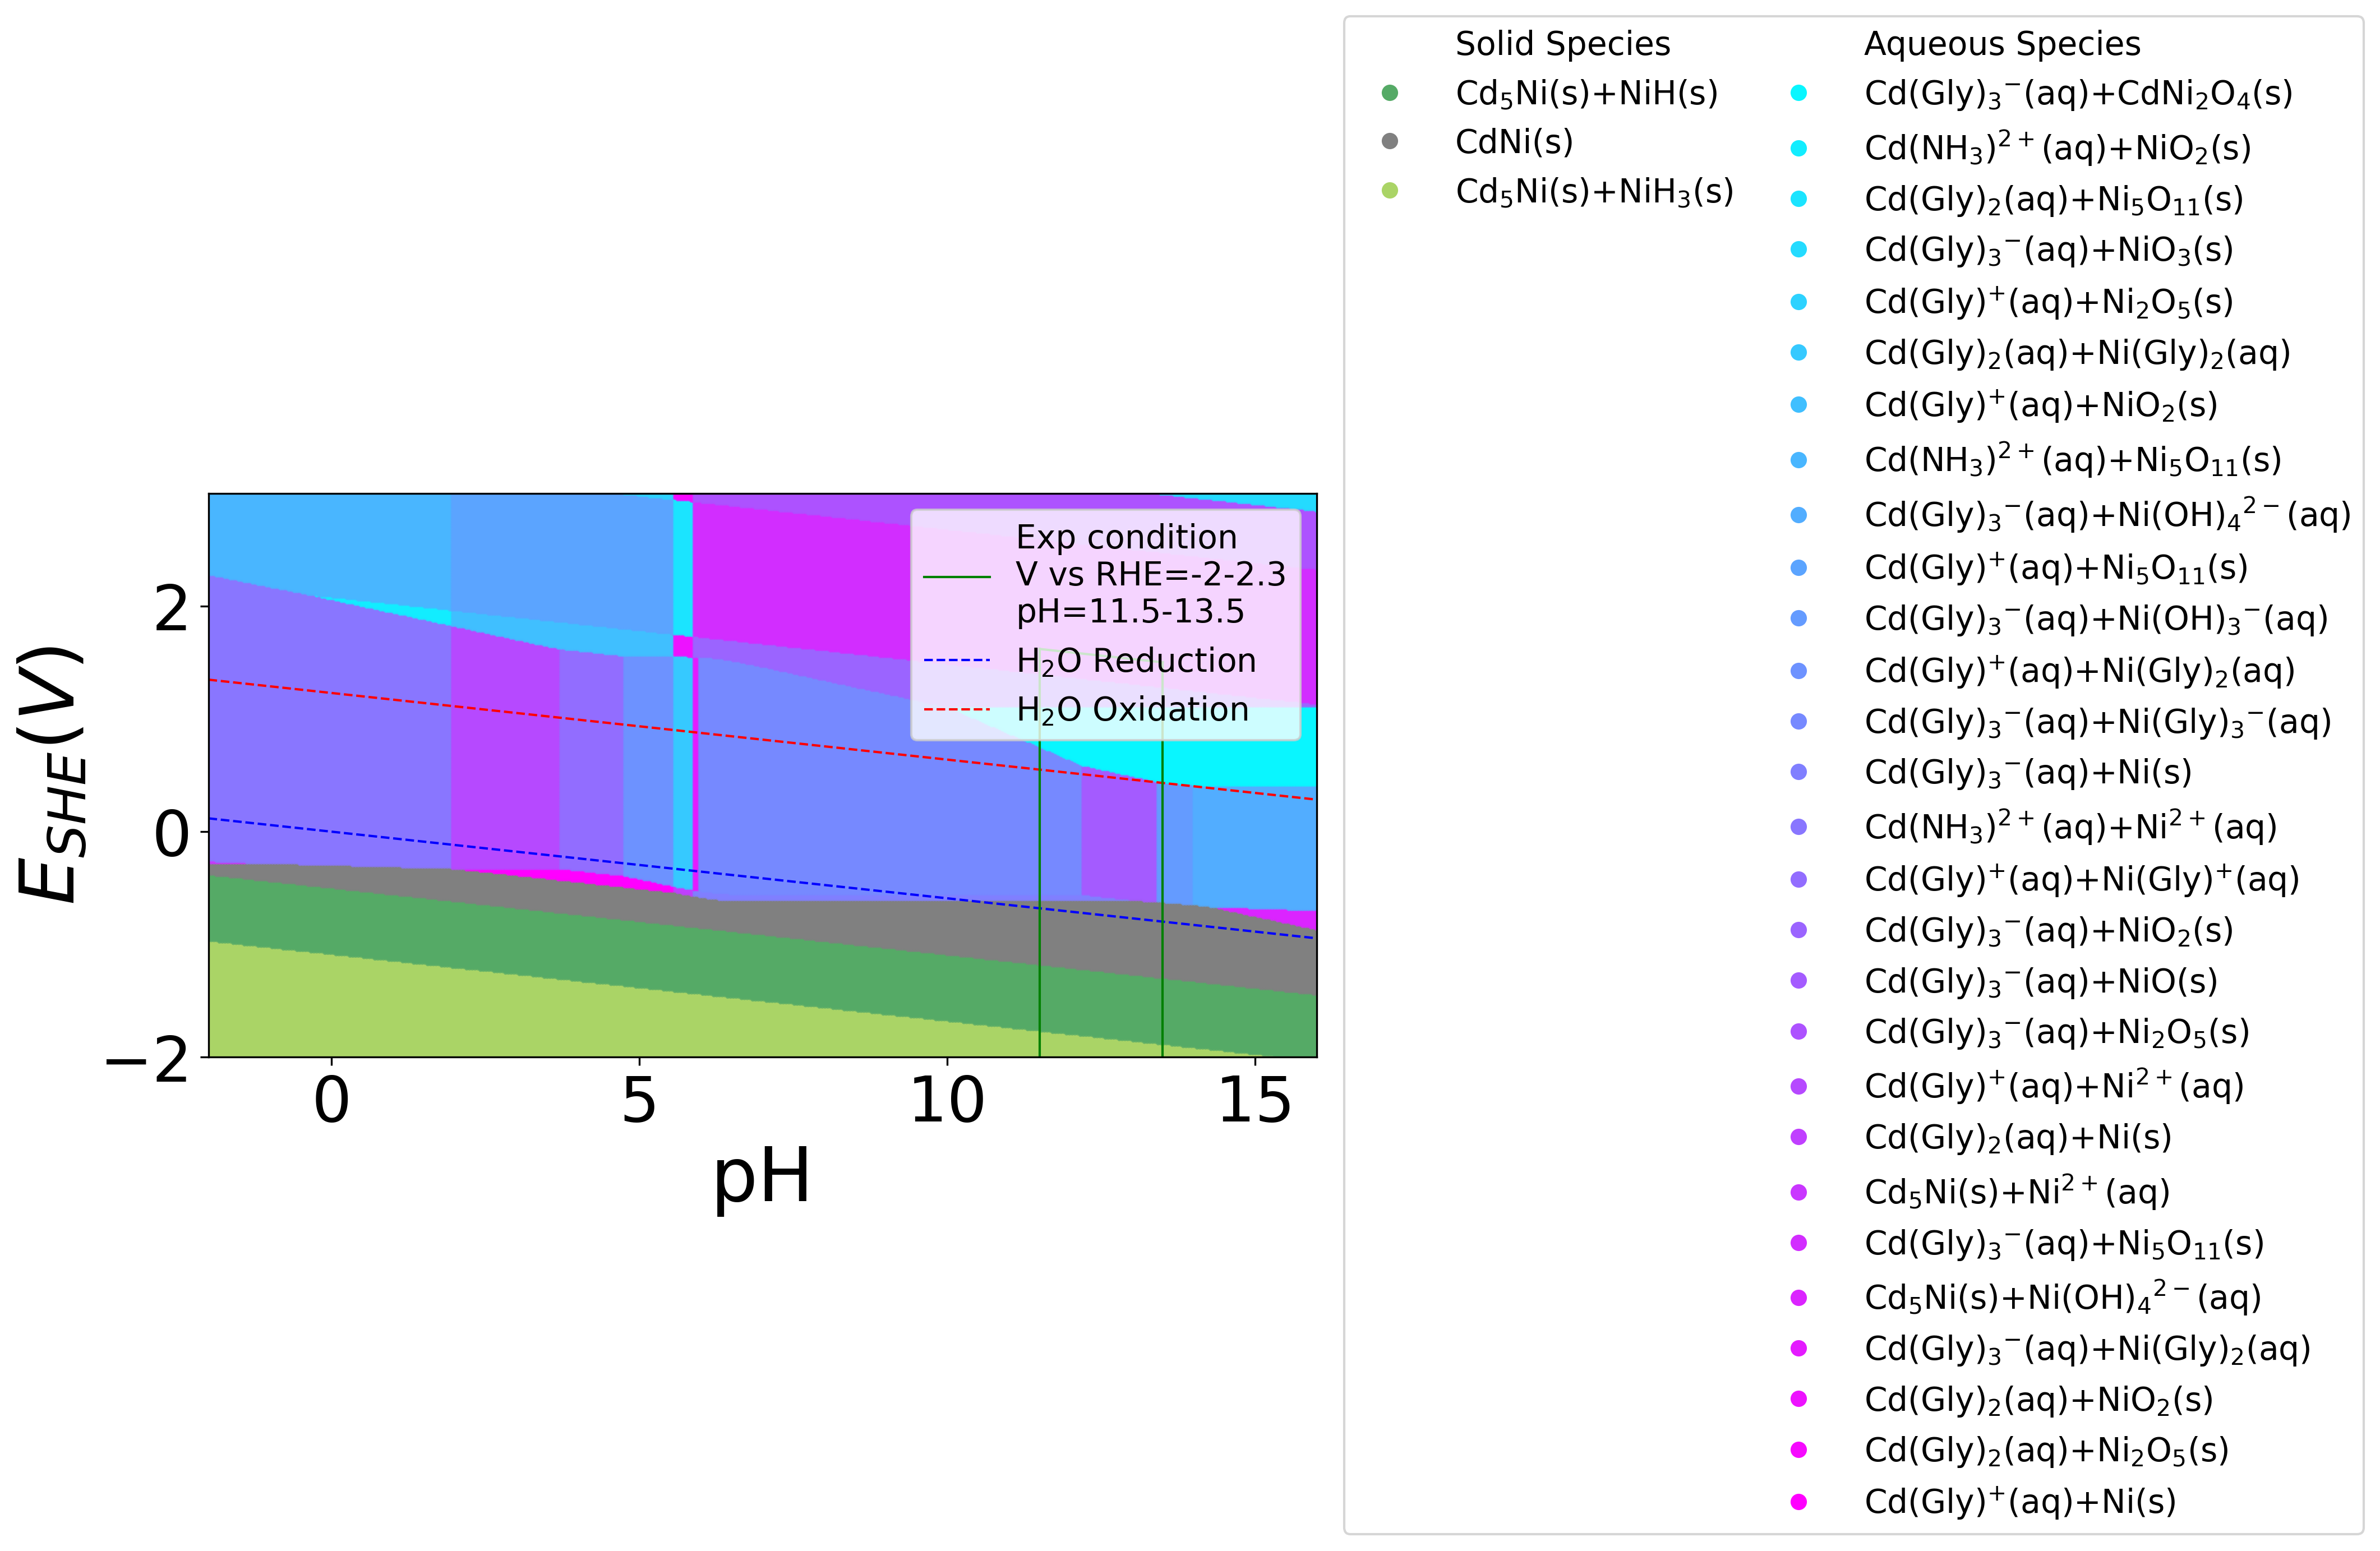 Solid Species
Cd₅Ni(s)+NiH(s)
CdNi(s)
Cd₅Ni(s)+NiH₃(s)
Aqueous Species
Cd(Gly)₃⁻(aq)+CdNi₂O₄(s)
Cd(NH₃)²⁺(aq)+NiO₂(s)
Cd(Gly)₂(aq)+Ni₅O₁₁(s)
Cd(Gly)₃⁻(aq)+NiO₃(s)
Cd(Gly)⁺(aq)+Ni₂O₅(s)
Cd(Gly)₂(aq)+Ni(Gly)₂(aq)
Cd(Gly)⁺(aq)+NiO₂(s)
Cd(NH₃)²⁺(aq)+Ni₅O₁₁(s)
Cd(Gly)₃⁻(aq)+Ni(OH)₄²⁻(aq)
Cd(Gly)⁺(aq)+Ni₅O₁₁(s)
Cd(Gly)₃⁻(aq)+Ni(OH)₃⁻(aq)
Cd(Gly)⁺(aq)+Ni(Gly)₂(aq)
Cd(Gly)₃⁻(aq)+Ni(Gly)₃⁻(aq)
Cd(Gly)₃⁻(aq)+Ni(s)
Cd(NH₃)²⁺(aq)+Ni²⁺(aq)
Cd(Gly)⁺(aq)+Ni(Gly)⁺(aq)
Cd(Gly)₃⁻(aq)+NiO₂(s)
Cd(Gly)₃⁻(aq)+NiO(s)
Cd(Gly)₃⁻(aq)+Ni₂O₅(s)
Cd(Gly)⁺(aq)+Ni²⁺(aq)
Cd(Gly)₂(aq)+Ni(s)
Cd₅Ni(s)+Ni²⁺(aq)
Cd(Gly)₃⁻(aq)+Ni₅O₁₁(s)
Cd₅Ni(s)+Ni(OH)₄²⁻(aq)
Cd(Gly)₃⁻(aq)+Ni(Gly)₂(aq)
Cd(Gly)₂(aq)+NiO₂(s)
Cd(Gly)₂(aq)+Ni₂O₅(s)
Cd(Gly)⁺(aq)+Ni(s)
Exp condition
V vs RHE=-2-2.3
pH=11.5-13.5
H₂O Reduction
H₂O Oxidation
E_SHE(V)
2
0
−2
0 5 10 15
pH